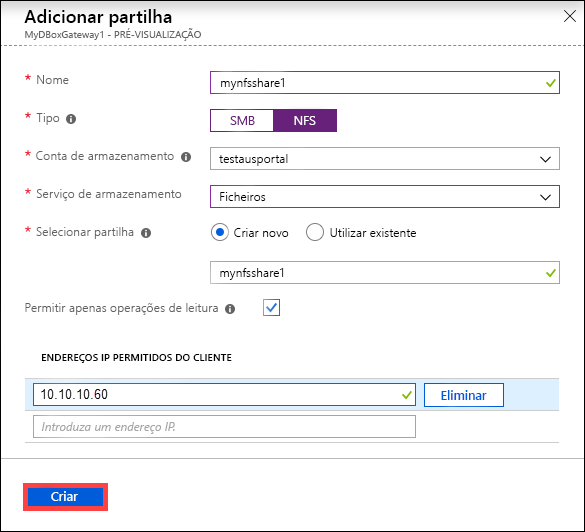 Adicionar partilha
MyDBoxGateway1 - PRÉ-VISUALIZAÇÃO
* Nome
mynfsshare1
* Tipo
SMB
NFS
* Conta de armazenamento
testausportal
* Serviço de armazenamento
Ficheiros
* Selecionar partilha
Criar novo
Utilizar existente
mynfsshare1
Permitir apenas operações de leitura
ENDEREÇOS IP PERMITIDOS DO CLIENTE
10.10.10.60
Eliminar
Introduza um endereço IP.
Criar